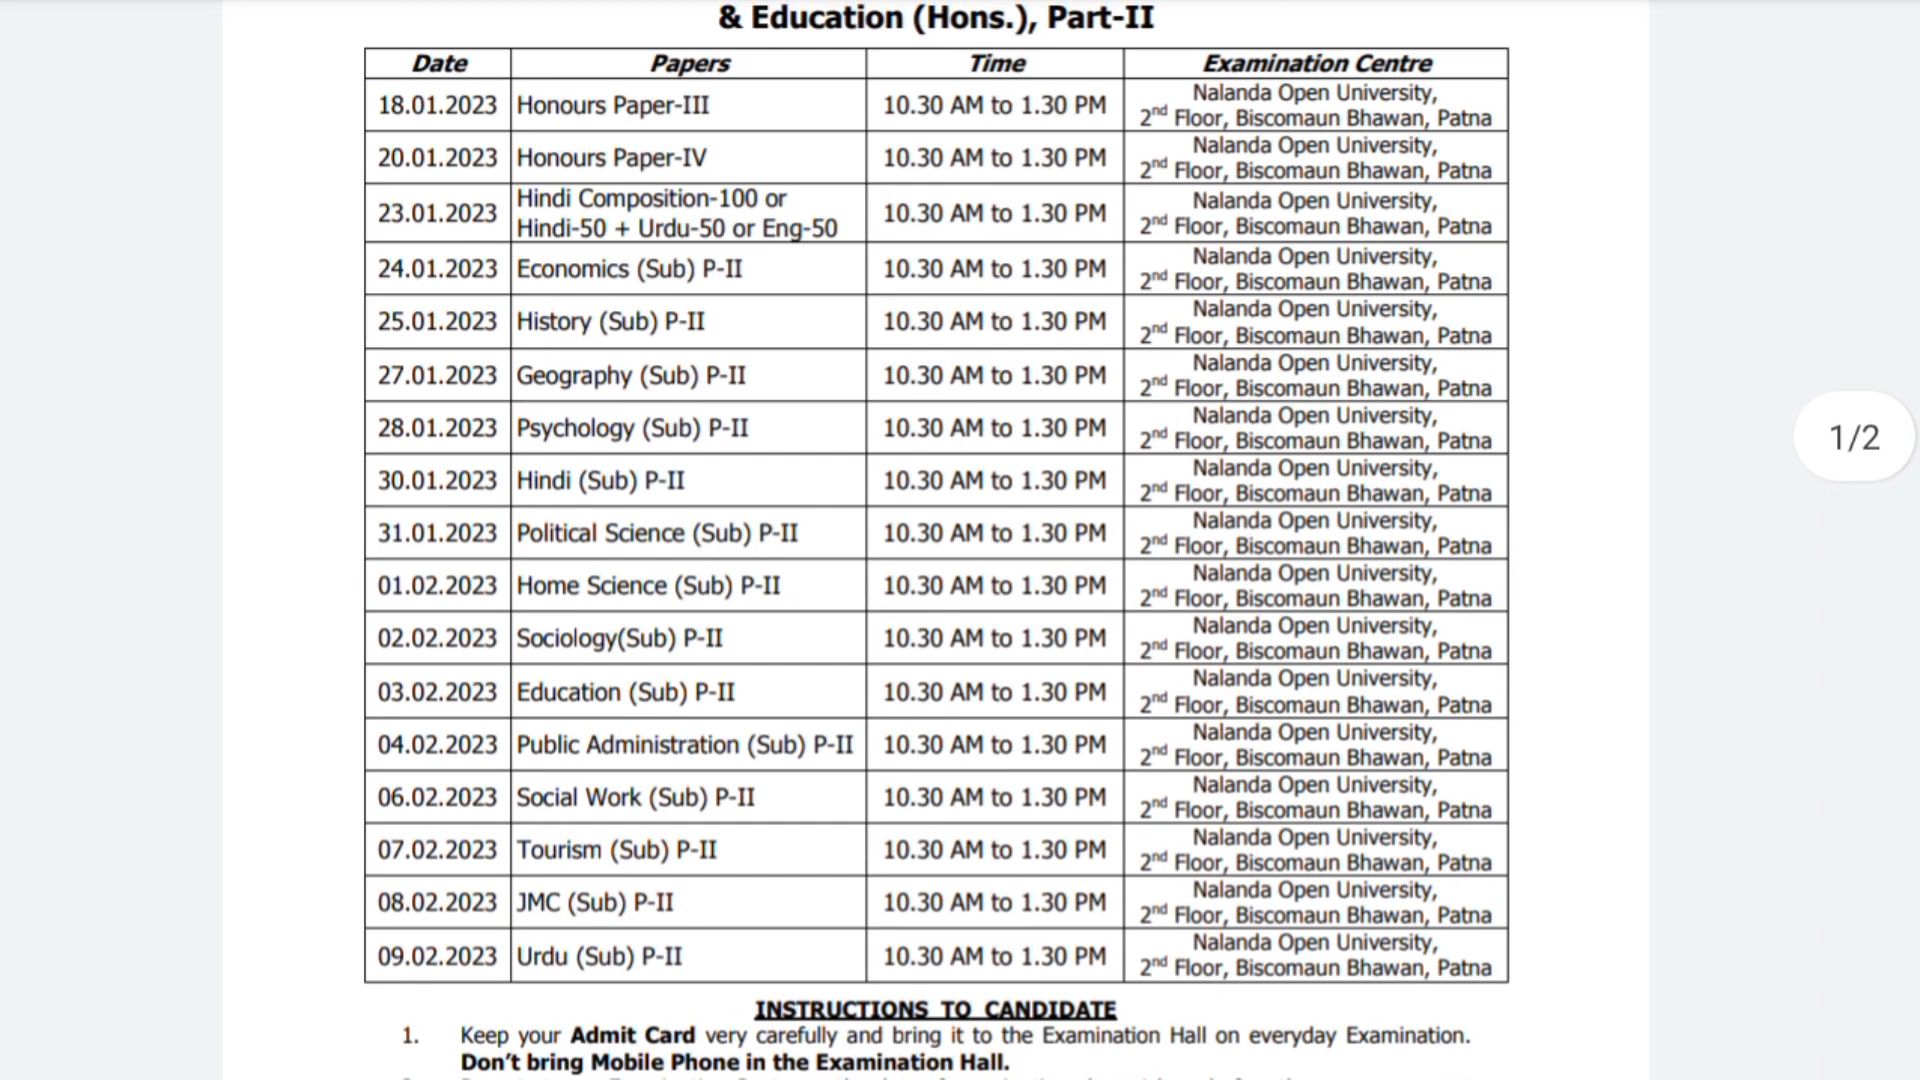 & Education (Hons.), Part-II
Date Papers Time Examination Centre
18.01.2023 Honours Paper-III 10.30 AM to 1.30 PM Nalanda Open University,
2nd Floor, Biscomaun Bhawan, Patna
20.01.2023 Honours Paper-IV 10.30 AM to 1.30 PM Nalanda Open University,
2nd Floor, Biscomaun Bhawan, Patna
23.01.2023 Hindi Composition-100 or
Hindi-50 + Urdu-50 or Eng-50 10.30 AM to 1.30 PM Nalanda Open University,
2nd Floor, Biscomaun Bhawan, Patna
24.01.2023 Economics (Sub) P-II 10.30 AM to 1.30 PM Nalanda Open University,
2nd Floor, Biscomaun Bhawan, Patna
25.01.2023 History (Sub) P-II 10.30 AM to 1.30 PM Nalanda Open University,
2nd Floor, Biscomaun Bhawan, Patna
27.01.2023 Geography (Sub) P-II 10.30 AM to 1.30 PM Nalanda Open University,
2nd Floor, Biscomaun Bhawan, Patna
28.01.2023 Psychology (Sub) P-II 10.30 AM to 1.30 PM Nalanda Open University,
2nd Floor, Biscomaun Bhawan, Patna
30.01.2023 Hindi (Sub) P-II 10.30 AM to 1.30 PM Nalanda Open University,
2nd Floor, Biscomaun Bhawan, Patna
31.01.2023 Political Science (Sub) P-II 10.30 AM to 1.30 PM Nalanda Open University,
2nd Floor, Biscomaun Bhawan, Patna
01.02.2023 Home Science (Sub) P-II 10.30 AM to 1.30 PM Nalanda Open University,
2nd Floor, Biscomaun Bhawan, Patna
02.02.2023 Sociology(Sub) P-II 10.30 AM to 1.30 PM Nalanda Open University,
2nd Floor, Biscomaun Bhawan, Patna
03.02.2023 Education (Sub) P-II 10.30 AM to 1.30 PM Nalanda Open University,
2nd Floor, Biscomaun Bhawan, Patna
04.02.2023 Public Administration (Sub) P-II 10.30 AM to 1.30 PM Nalanda Open University,
2nd Floor, Biscomaun Bhawan, Patna
06.02.2023 Social Work (Sub) P-II 10.30 AM to 1.30 PM Nalanda Open University,
2nd Floor, Biscomaun Bhawan, Patna
07.02.2023 Tourism (Sub) P-II 10.30 AM to 1.30 PM Nalanda Open University,
2nd Floor, Biscomaun Bhawan, Patna
08.02.2023 JMC (Sub) P-II 10.30 AM to 1.30 PM Nalanda Open University,
2nd Floor, Biscomaun Bhawan, Patna
09.02.2023 Urdu (Sub) P-II 10.30 AM to 1.30 PM Nalanda Open University,
2nd Floor, Biscomaun Bhawan, Patna
INSTRUCTIONS TO CANDIDATE
1. Keep your Admit Card very carefully and bring it to the Examination Hall on everyday Examination.
Don't bring Mobile Phone in the Examination Hall.
1/2